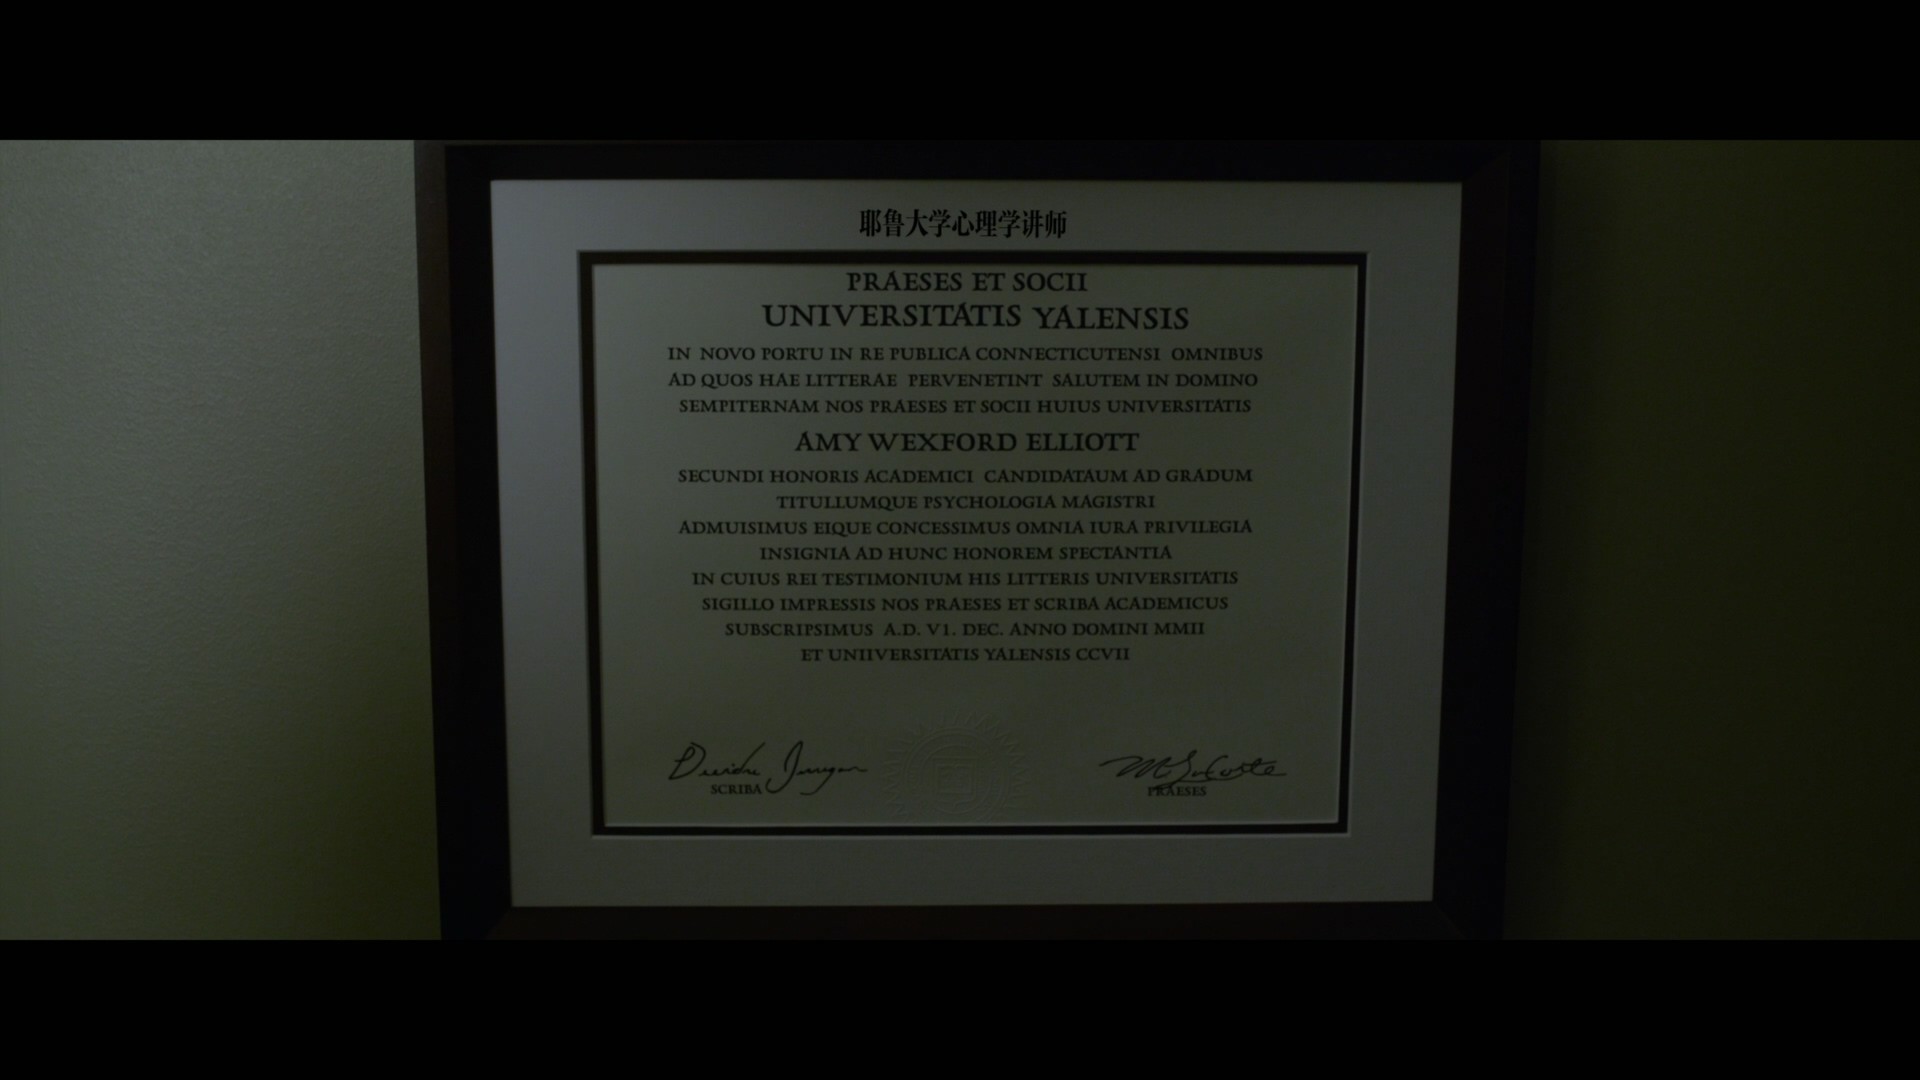 耶鲁大学心理学讲师
PRAESES ET SOCII
UNIVERSITATIS YALENSIS
IN NOVO PORTU IN RE PUBLICA CONNECTICUTENSI OMNIBUS
AD QUOS HAE LITTERAE PERVENETINT SALUTEM IN DOMINO
SEMPITERNAM NOS PRAESES ET SOCII HUIUS UNIVERSITATIS
AMY WEXFORD ELLIOTT
SECUNDI HONORIS ACADEMICI CANDIDATAUM AD GRADUM
TITULLUMQUE PSYCHOLOGIA MAGISTRI
ADMUISIMUS EIQUE CONCESSIMUS OMNIA IURA PRIVILEGIA
INSIGNIA AD HUNC HONOREM SPECTANTIA
IN CUIUS REI TESTIMONIUM HIS LITTERIS UNIVERSITATIS
SIGILLO IMPRESSIS NOS PRAESES ET SCRIBA ACADEMICUS
SUBSCRIPSIMUS A.D. V1. DEC. ANNO DOMINI MMII
ET UNIIVERSITATIS YALENSIS CCVII
Deirdre
SCRIBA
PRAESES